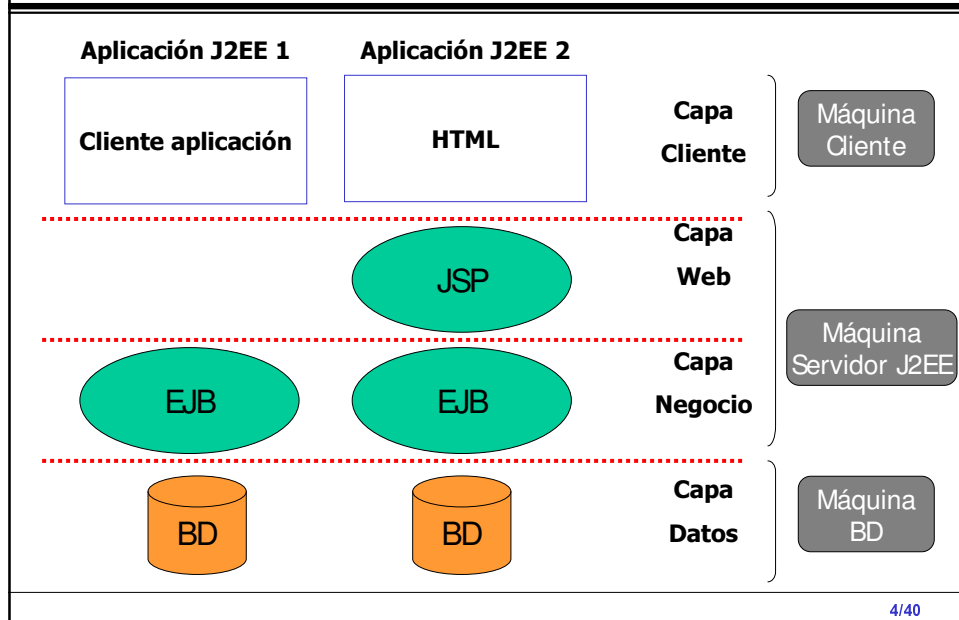 Aplicación J2EE 1
Aplicación J2EE 2
Cliente aplicación
HTML
Capa
Cliente
Máquina
Cliente
JSP
Capa
Web
Máquina
Servidor J2EE
EJB
EJB
Capa
Negocio
BD
BD
Capa
Datos
Máquina
BD
4/40